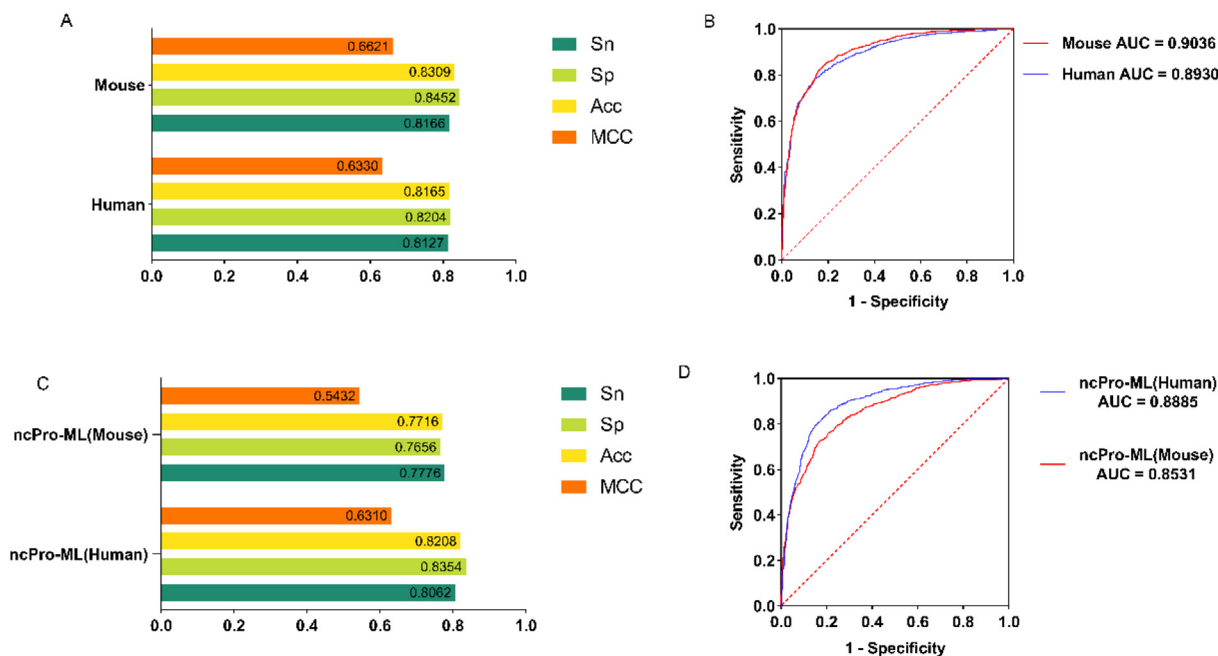 A
Mouse
0.6621
0.8309
0.8452
0.8166
Human
0.6330
0.8165
0.8204
0.8127
0.0 0.2 0.4 0.6 0.8 1.0
Sn
Sp
Acc
MCC
B
Sensitivity
1.0
0.8
0.6
0.4
0.2
0.0
0.0 0.2 0.4 0.6 0.8 1.0
1 - Specificity
Mouse AUC = 0.9036
Human AUC = 0.8930
C
ncPro-ML(Mouse)
0.5432
0.7716
0.7656
0.7776
ncPro-ML(Human)
0.6310
0.8208
0.8354
0.8062
0.0 0.2 0.4 0.6 0.8 1.0
Sn
Sp
Acc
MCC
D
Sensitivity
1.0
0.8
0.6
0.4
0.2
0.0
0.0 0.2 0.4 0.6 0.8 1.0
1 - Specificity
ncPro-ML(Human)
AUC = 0.8885
ncPro-ML(Mouse)
AUC = 0.8531